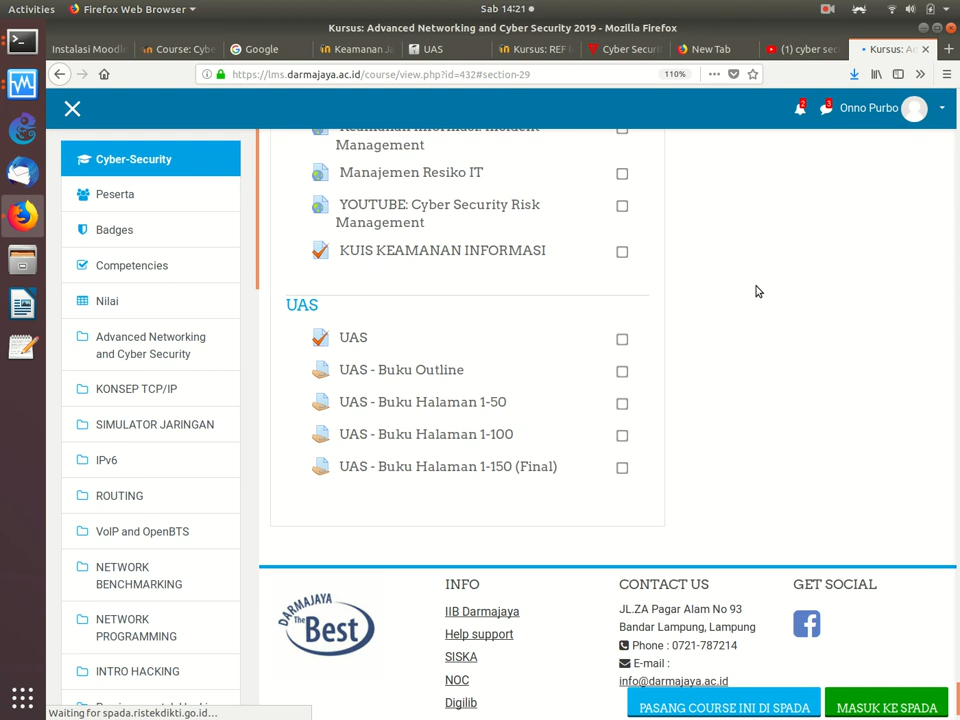 Activities
Firefox Web Browser
Sab 14:21
Kursus: Advanced Networking and Cyber Security 2019 - Mozilla Firefox
Instalasi Moodl
Course: Cybe
Google
Keamanan Ja
UAS
Kursus: REF I
Cyber Securi
New Tab
(1) cyber sec
Kursus: Ad
https://lms.darmajaya.ac.id/course/view.php?id=432#section-29
110%
2
3
Onno Purbo
Cyber-Security
Peserta
Badges
Competencies
Nilai
Advanced Networking
and Cyber Security
KONSEP TCP/IP
SIMULATOR JARINGAN
IPv6
ROUTING
VoIP and OpenBTS
NETWORK
BENCHMARKING
NETWORK
PROGRAMMING
INTRO HACKING
Keamanan Informasi: Incident
Management
Manajemen Resiko IT
YOUTUBE: Cyber Security Risk
Management
KUIS KEAMANAN INFORMASI
UAS
UAS
UAS - Buku Outline
UAS - Buku Halaman 1-50
UAS - Buku Halaman 1-100
UAS - Buku Halaman 1-150 (Final)
DARMAJAYA
The
Best
INFO
IIB Darmajaya
Help support
SISKA
NOC
Digilib
CONTACT US
JL.ZA Pagar Alam No 93
Bandar Lampung, Lampung
Phone : 0721-787214
E-mail :
info@darmajaya.ac.id
GET SOCIAL
PASANG COURSE INI DI SPADA
MASUK KE SPADA
Waiting for spada.ristekdikti.go.id...